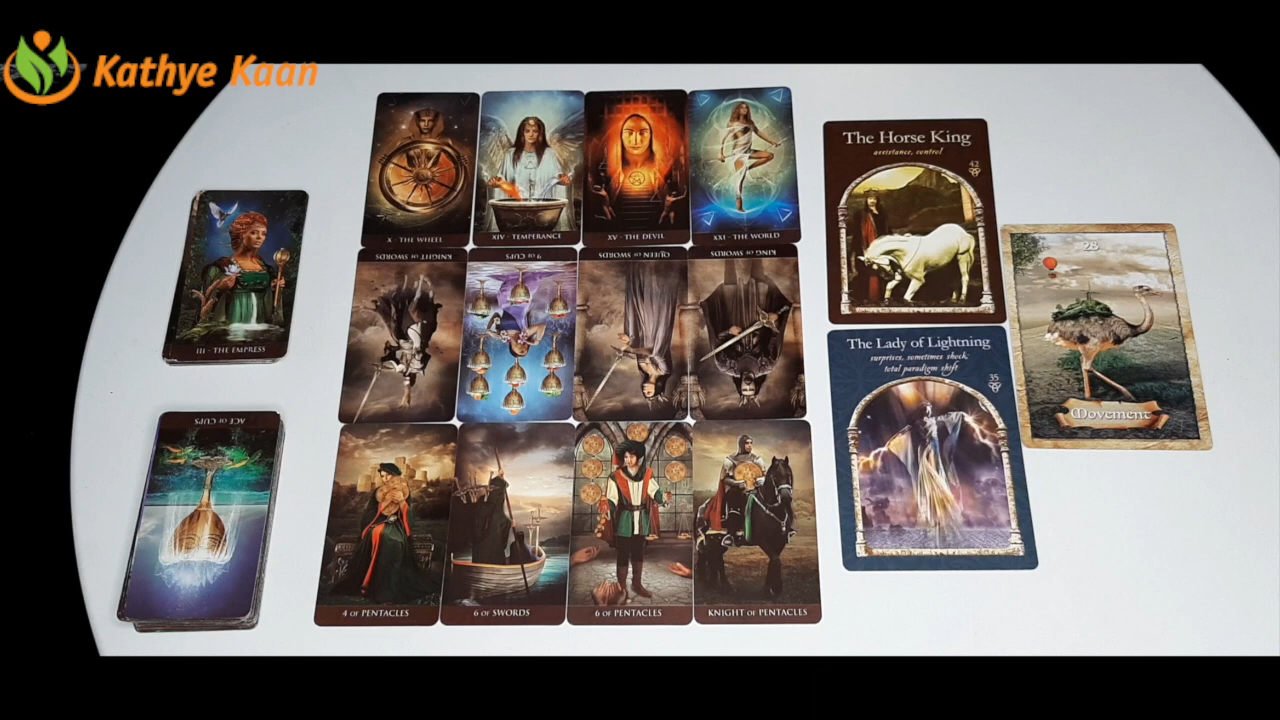 Kathye Kaan
X · THE WHEEL
XIV · TEMPERANCE
XV · THE DEVIL
XXI · THE WORLD
The Horse King
assistance, control
42
III · THE EMPRESS
KNIGHT OF SWORDS
9 OF CUPS
QUEEN OF SWORDS
KING OF SWORDS
28
Movement
The Lady of Lightning
surprises, sometimes shock;
total paradigm shift
35
ACE OF CUPS
4 OF PENTACLES
6 OF SWORDS
6 OF PENTACLES
KNIGHT OF PENTACLES